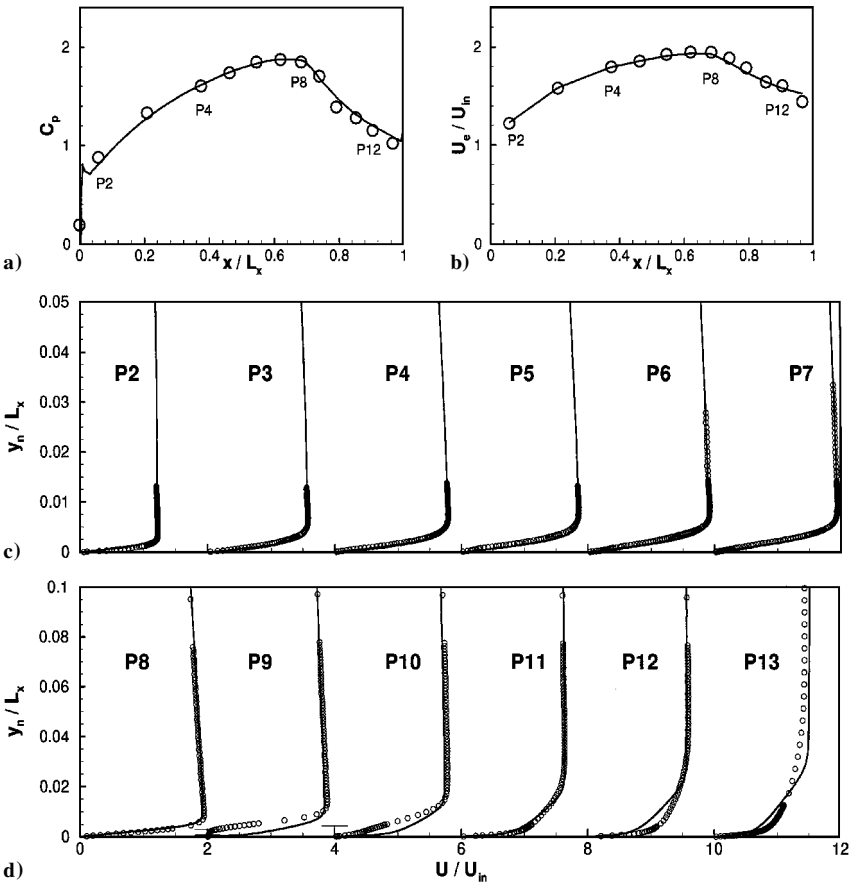 2
1
0
C_p
P2
P4
P8
P12
0
0.2
0.4
0.6
0.8
1
x / L_x
a)
2
1
0
U_e / U_in
P2
P4
P8
P12
0
0.2
0.4
0.6
0.8
1
x / L_x
b)
0.05
0.04
0.03
0.02
0.01
0
y_n / L_x
P2
P3
P4
P5
P6
P7
c)
0.1
0.08
0.06
0.04
0.02
0
y_n / L_x
P8
P9
P10
P11
P12
P13
0
2
4
6
8
10
12
U / U_in
d)